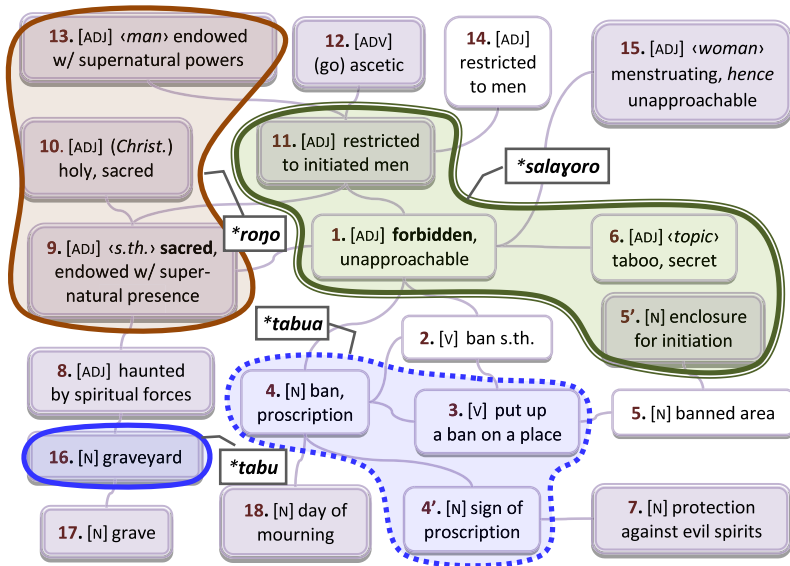 13. [ADJ] ‹man› endowed
w/ supernatural powers
12. [ADV]
(go) ascetic
14. [ADJ]
restricted
to men
15. [ADJ] ‹woman›
menstruating, hence
unapproachable
10. [ADJ] (Christ.)
holy, sacred
11. [ADJ] restricted
to initiated men
*salaɣoro
*roŋo
9. [ADJ] ‹s.th.› sacred,
endowed w/ super-
natural presence
1. [ADJ] forbidden,
unapproachable
6. [ADJ] ‹topic›
taboo, secret
5’. [N] enclosure
for initiation
*tabua
2. [V] ban s.th.
8. [ADJ] haunted
by spiritual forces
4. [N] ban,
proscription
3. [V] put up
a ban on a place
5. [N] banned area
16. [N] graveyard
*tabu
17. [N] grave
18. [N] day of
mourning
4’. [N] sign of
proscription
7. [N] protection
against evil spirits